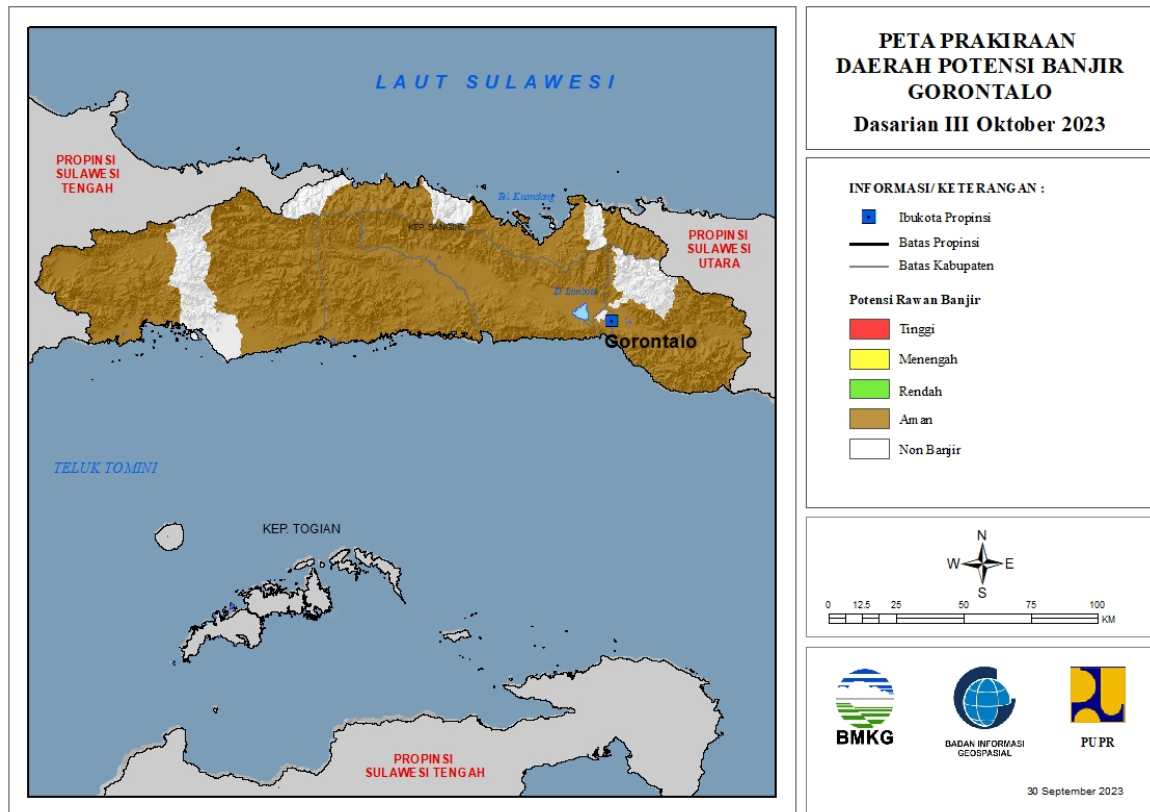 LAUT SULAWESI
PROPINSI
SULAWESI
TENGAH
Tel. Kuandang
KEP. SANGIHE
PROPINSI
SULAWESI
UTARA
D. Limboto
Gorontalo
TELUK TOMINI
KEP. TOGIAN
PROPINSI
SULAWESI TENGAH
PETA PRAKIRAAN
DAERAH POTENSI BANJIR
GORONTALO
Dasarian III Oktober 2023
INFORMASI/ KETERANGAN :
Ibukota Propinsi
Batas Propinsi
Batas Kabupaten
Potensi Rawan Banjir
Tinggi
Menengah
Rendah
Aman
Non Banjir
N
W E
S
0 12.5 25 50 75 100
KM
BMKG
BADAN INFORMASI
GEOSPASIAL
PUPR
30 September 2023